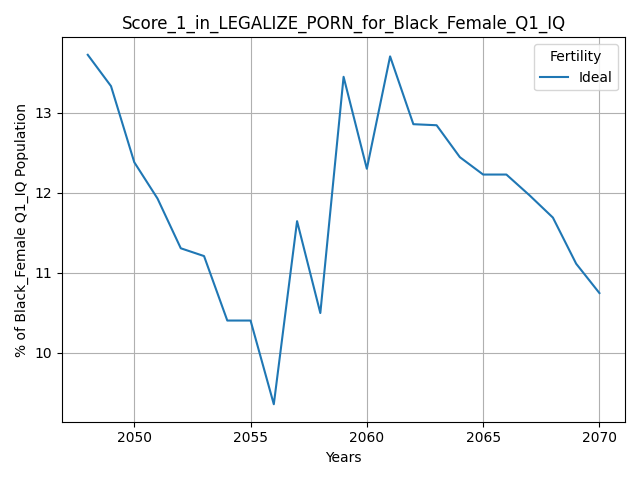 Score_1_in_LEGALIZE_PORN_for_Black_Female_Q1_IQ
Fertility
Ideal
% of Black_Female Q1_IQ Population
13
12
11
10
2050
2055
2060
2065
2070
Years